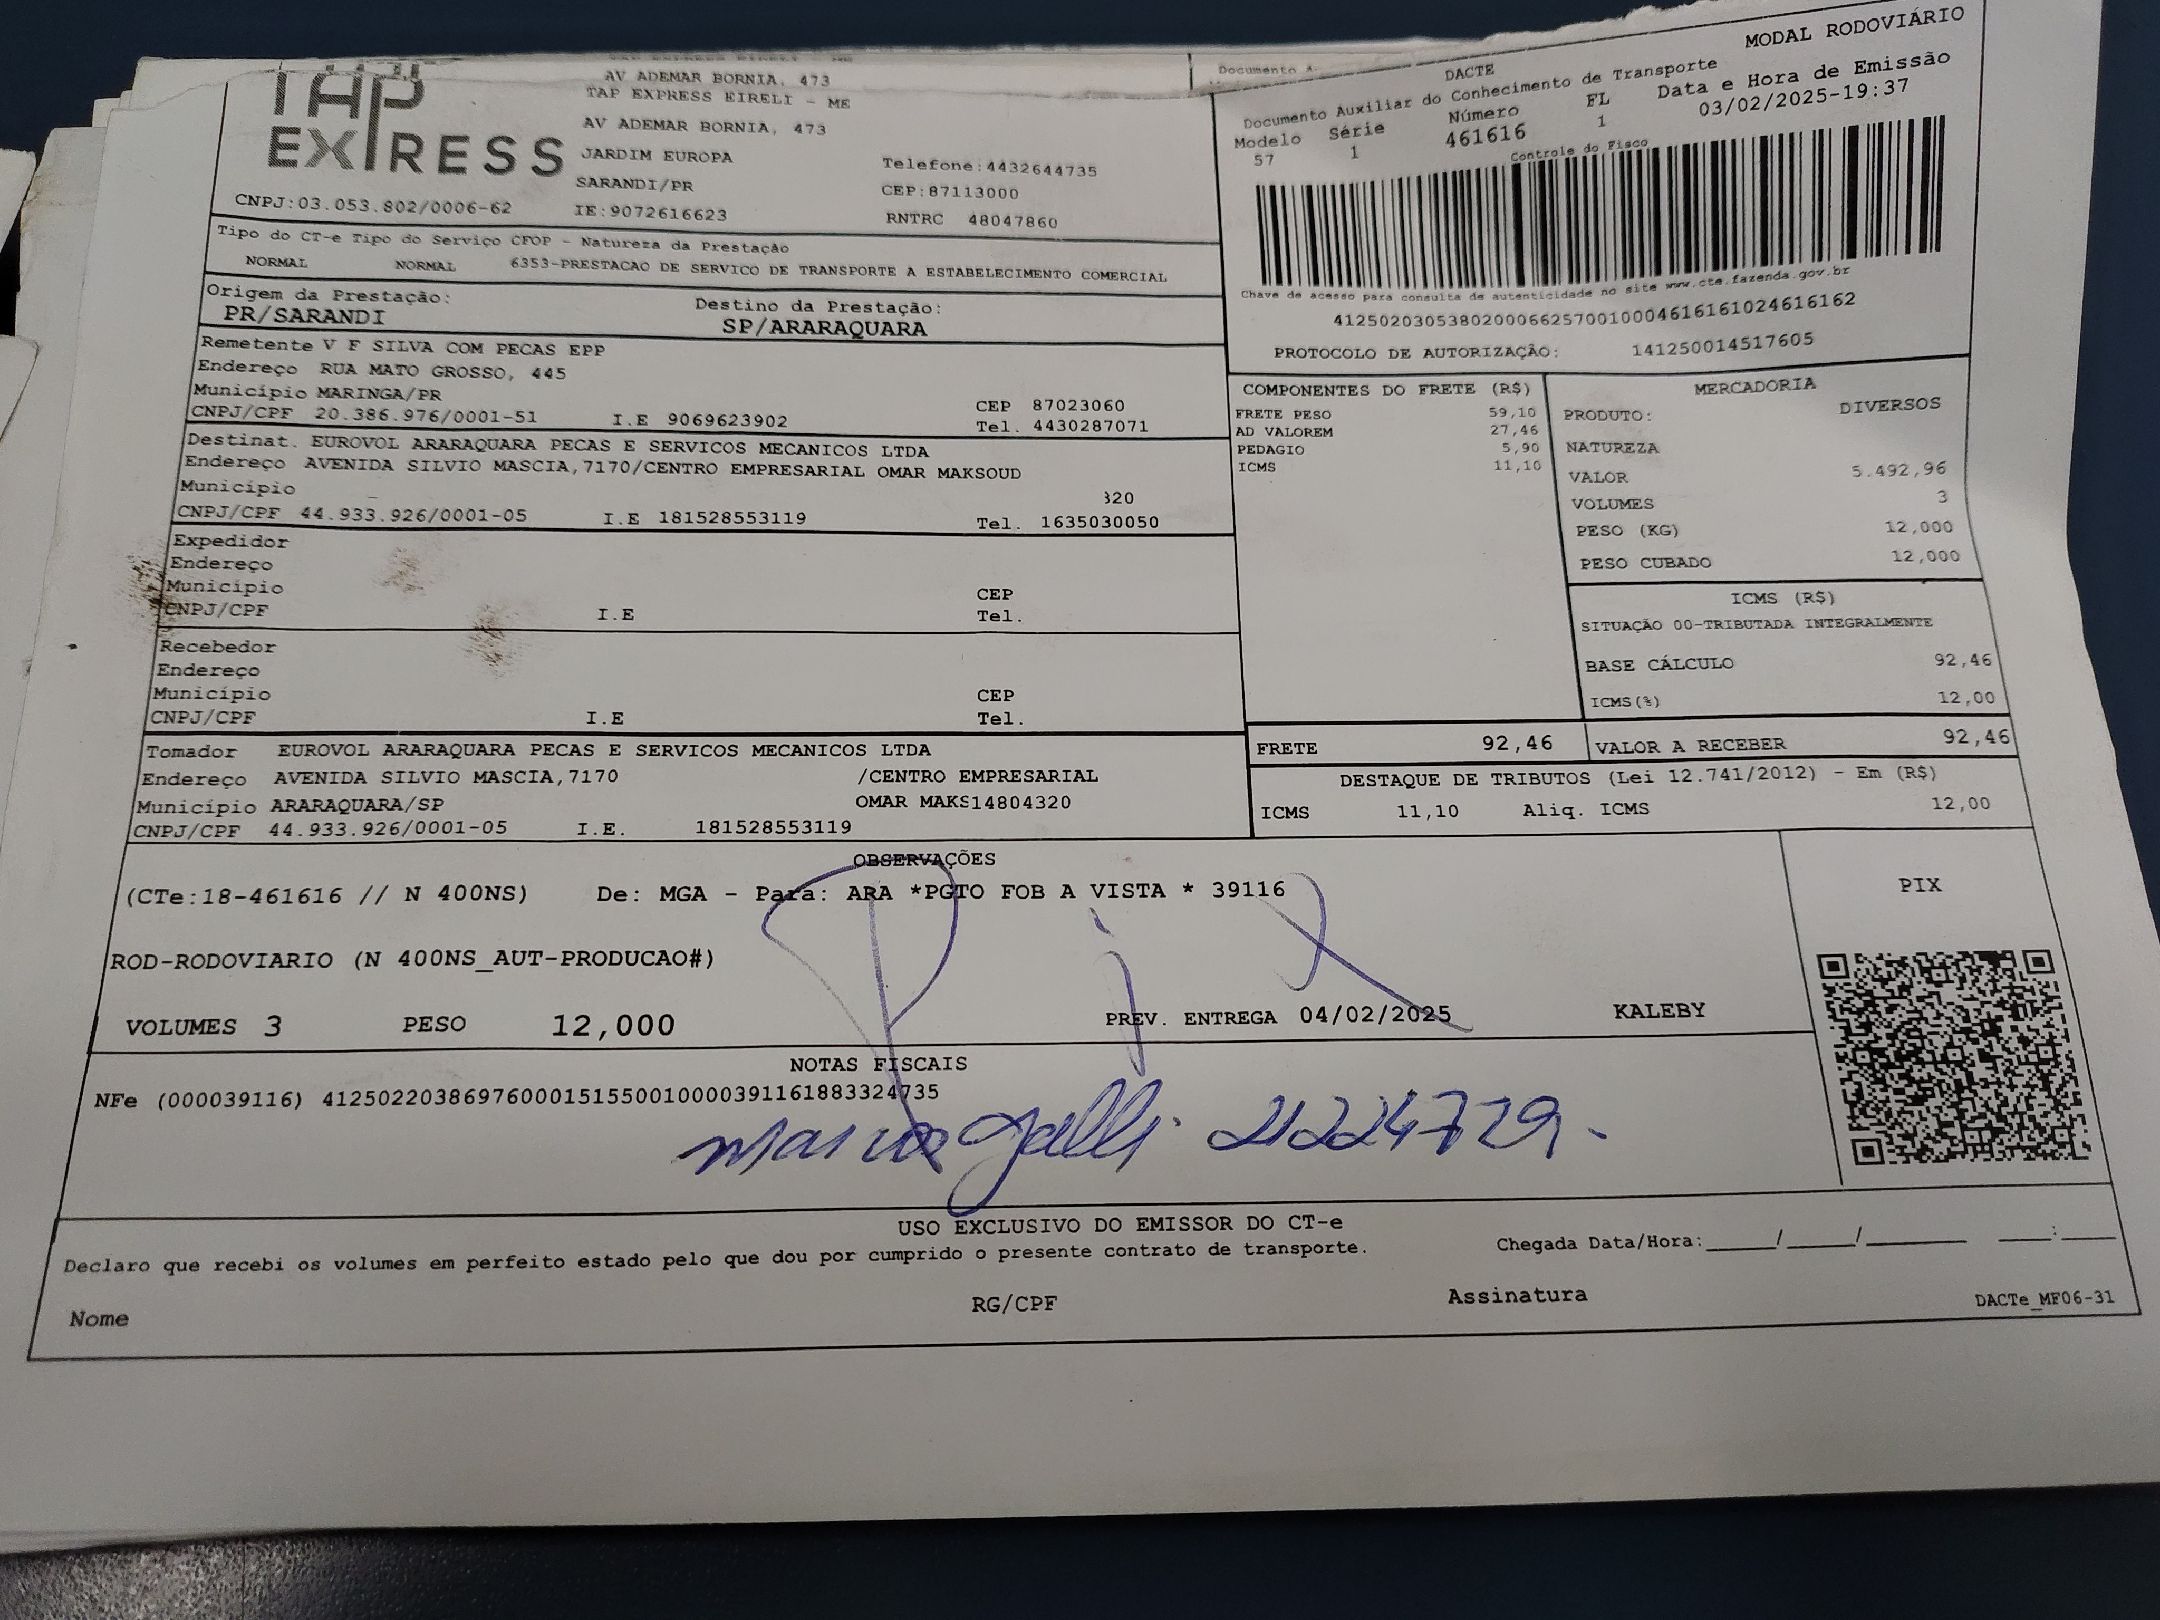 TAP
EXPRESS
CNPJ:03.053.802/0006-62
AV ADEMAR BORNIA, 473
TAP EXPRESS EIRELI - ME
AV ADEMAR BORNIA, 473
JARDIM EUROPA
SARANDI/PR
IE:9072616623
Telefone:4432644735
CEP:87113000
RNTRC 48047860
MODAL RODOVIÁRIO
DACTE
Documento Auxiliar do Conhecimento de Transporte
Modelo Série Número FL Data e Hora de Emissão
57 1 461616 1 03/02/2025-19:37
Controle do Fisco
Chave de acesso para consulta de autenticidade no site www.cte.fazenda.gov.br
41250203053802000662570010004616161024616162
PROTOCOLO DE AUTORIZAÇÃO: 141250014517605
Tipo do CT-e Tipo do Serviço CFOP - Natureza da Prestação
NORMAL NORMAL 6353-PRESTACAO DE SERVICO DE TRANSPORTE A ESTABELECIMENTO COMERCIAL
Origem da Prestação: Destino da Prestação:
PR/SARANDI SP/ARARAQUARA
Remetente V F SILVA COM PECAS EPP
Endereço RUA MATO GROSSO, 445
Município MARINGA/PR CEP 87023060
CNPJ/CPF 20.386.976/0001-51 I.E 9069623902 Tel. 4430287071
Destinat. EUROVOL ARARAQUARA PECAS E SERVICOS MECANICOS LTDA
Endereço AVENIDA SILVIO MASCIA,7170/CENTRO EMPRESARIAL OMAR MAKSOUD
Município 320
CNPJ/CPF 44.933.926/0001-05 I.E 181528553119 Tel. 1635030050
Expedidor
Endereço
Município CEP
CNPJ/CPF I.E Tel.
Recebedor
Endereço
Município CEP
CNPJ/CPF I.E Tel.
Tomador EUROVOL ARARAQUARA PECAS E SERVICOS MECANICOS LTDA
Endereço AVENIDA SILVIO MASCIA,7170 /CENTRO EMPRESARIAL
Município ARARAQUARA/SP OMAR MAKS14804320
CNPJ/CPF 44.933.926/0001-05 I.E. 181528553119
COMPONENTES DO FRETE (R$)
FRETE PESO 59,10
AD VALOREM 27,46
PEDAGIO 5,90
ICMS 11,10
MERCADORIA
PRODUTO: DIVERSOS
NATUREZA
VALOR 5.492,96
VOLUMES 3
PESO (KG) 12,000
PESO CUBADO 12,000
ICMS (R$)
SITUAÇÃO 00-TRIBUTADA INTEGRALMENTE
BASE CÁLCULO 92,46
ICMS(%) 12,00
FRETE 92,46 VALOR A RECEBER 92,46
DESTAQUE DE TRIBUTOS (Lei 12.741/2012) - Em (R$)
ICMS 11,10 Aliq. ICMS 12,00
OBSERVAÇÕES
(CTe:18-461616 // N 400NS) De: MGA - Para: ARA *PGTO FOB A VISTA * 39116
PIX
Pix
ROD-RODOVIARIO (N 400NS_AUT-PRODUCAO#)
VOLUMES 3 PESO 12,000 PREV. ENTREGA 04/02/2025 KALEBY
NOTAS FISCAIS
NFe (000039116) 41250220386976000151550010000391161883324735
Galli 21224729.
USO EXCLUSIVO DO EMISSOR DO CT-e
Declaro que recebi os volumes em perfeito estado pelo que dou por cumprido o presente contrato de transporte. Chegada Data/Hora:____/____/______ ___:___
Nome RG/CPF Assinatura DACTe_MF06-31